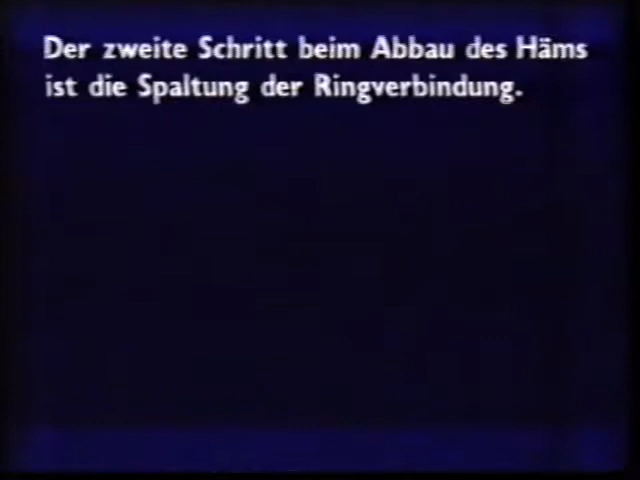 Der zweite Schritt beim Abbau des Häms
ist die Spaltung der Ringverbindung.